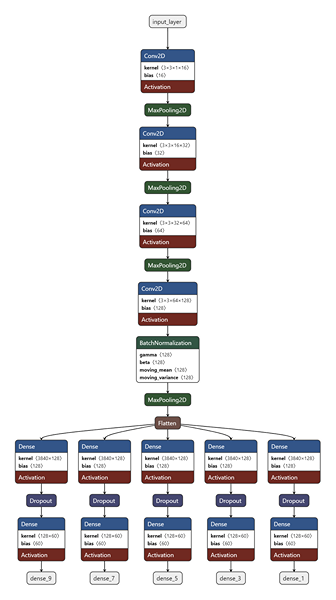 input_layer
Conv2D
kernel ⟨3×3×1×16⟩
bias ⟨16⟩
Activation
MaxPooling2D
Conv2D
kernel ⟨3×3×16×32⟩
bias ⟨32⟩
Activation
MaxPooling2D
Conv2D
kernel ⟨3×3×32×64⟩
bias ⟨64⟩
Activation
MaxPooling2D
Conv2D
kernel ⟨3×3×64×128⟩
bias ⟨128⟩
BatchNormalization
gamma ⟨128⟩
beta ⟨128⟩
moving_mean ⟨128⟩
moving_variance ⟨128⟩
MaxPooling2D
Flatten
Dense Dense Dense Dense Dense
kernel ⟨3840×128⟩ kernel ⟨3840×128⟩ kernel ⟨3840×128⟩ kernel ⟨3840×128⟩ kernel ⟨3840×128⟩
bias ⟨128⟩ bias ⟨128⟩ bias ⟨128⟩ bias ⟨128⟩ bias ⟨128⟩
Activation Activation Activation Activation Activation
Dropout Dropout Dropout Dropout Dropout
Dense Dense Dense Dense Dense
kernel ⟨128×60⟩ kernel ⟨128×60⟩ kernel ⟨128×60⟩ kernel ⟨128×60⟩ kernel ⟨128×60⟩
bias ⟨60⟩ bias ⟨60⟩ bias ⟨60⟩ bias ⟨60⟩ bias ⟨60⟩
Activation Activation Activation Activation Activation
dense_9 dense_7 dense_5 dense_3 dense_1